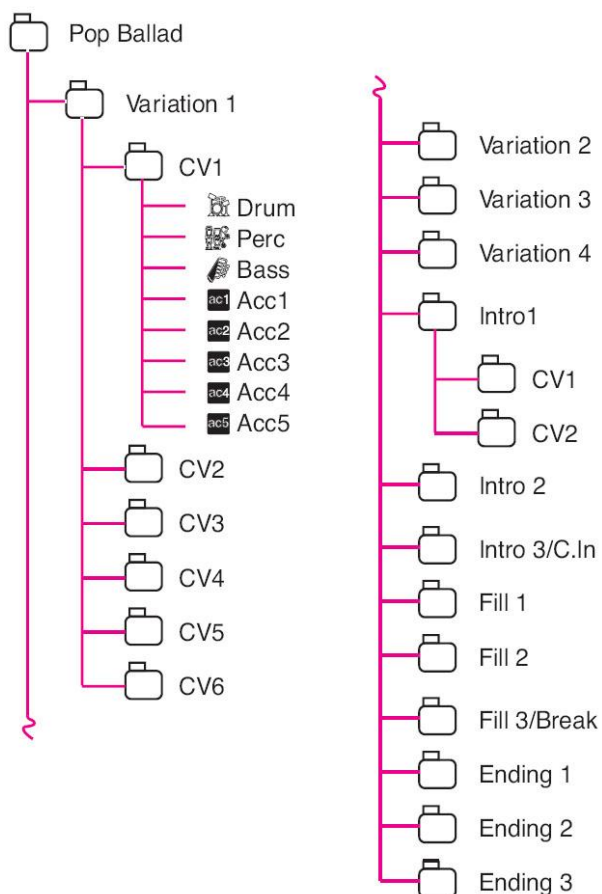 Pop Ballad
Variation 1
CV1
Drum
Perc
Bass
ac1 Acc1
ac2 Acc2
ac3 Acc3
ac4 Acc4
ac5 Acc5
CV2
CV3
CV4
CV5
CV6
Variation 2
Variation 3
Variation 4
Intro1
CV1
CV2
Intro 2
Intro 3/C.In
Fill 1
Fill 2
Fill 3/Break
Ending 1
Ending 2
Ending 3